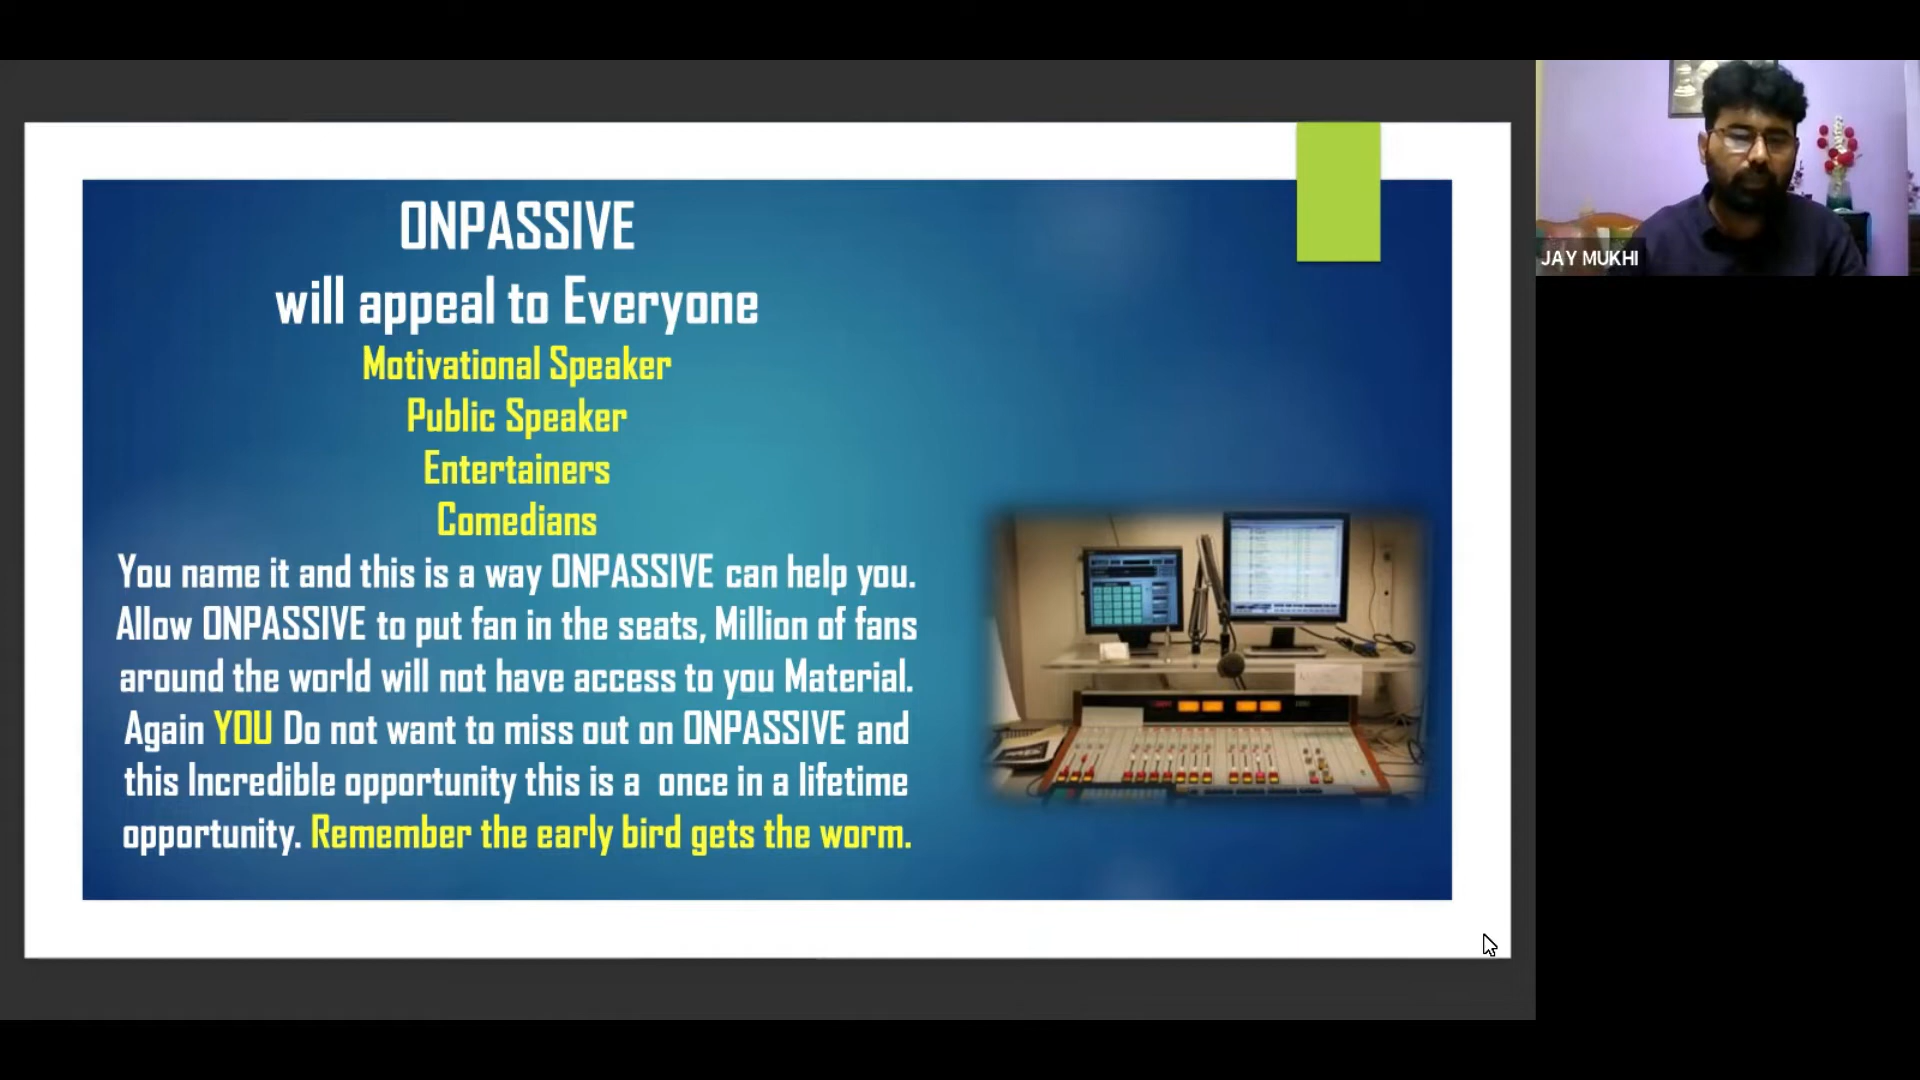 ONPASSIVE
will appeal to Everyone
Motivational Speaker
Public Speaker
Entertainers
Comedians
You name it and this is a way ONPASSIVE can help you.
Allow ONPASSIVE to put fan in the seats, Million of fans
around the world will not have access to you Material.
Again YOU Do not want to miss out on ONPASSIVE and
this Incredible opportunity this is a once in a lifetime
opportunity. Remember the early bird gets the worm.
JAY MUKHI